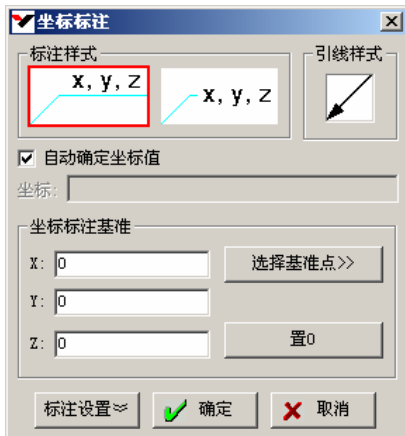 坐标标注
标注样式
引线样式
x, y, z
x, y, z
自动确定坐标值
坐标:
坐标标注基准
X: 0
选择基准点>>
Y: 0
Z: 0
置0
标注设置
确定
取消